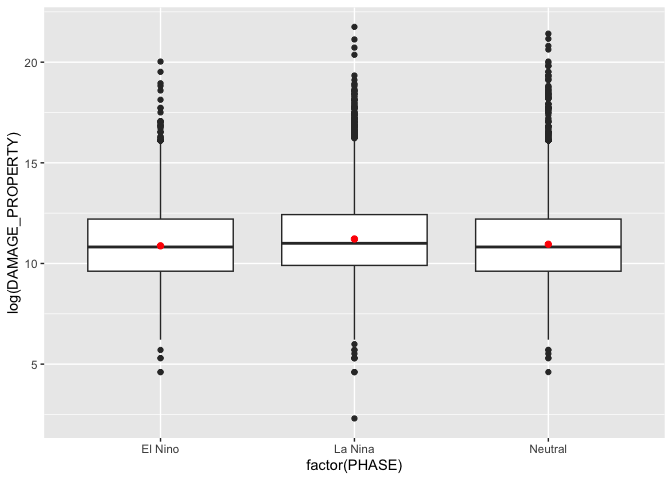 log(DAMAGE_PROPERTY)
20
15
10
5
El Nino
La Nina
Neutral
factor(PHASE)